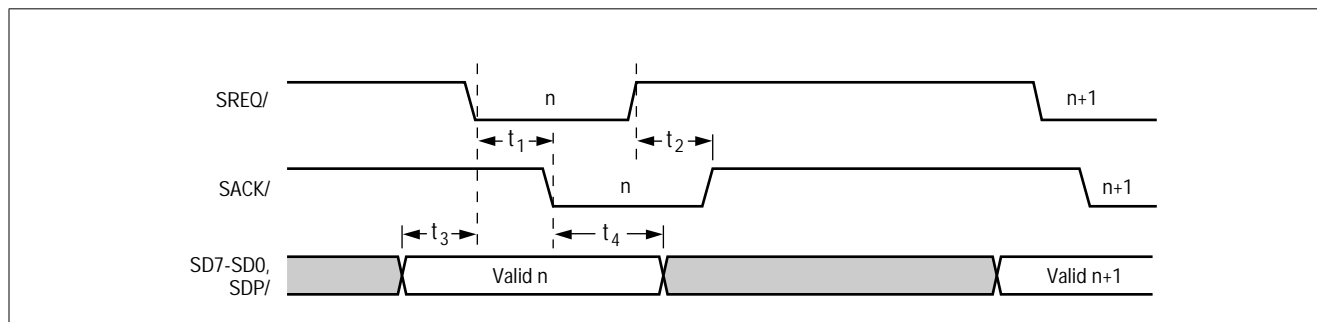 SREQ/
n
n+1
t1
t2
SACK/
n
n+1
t3
t4
SD7-SD0,
SDP/
Valid n
Valid n+1